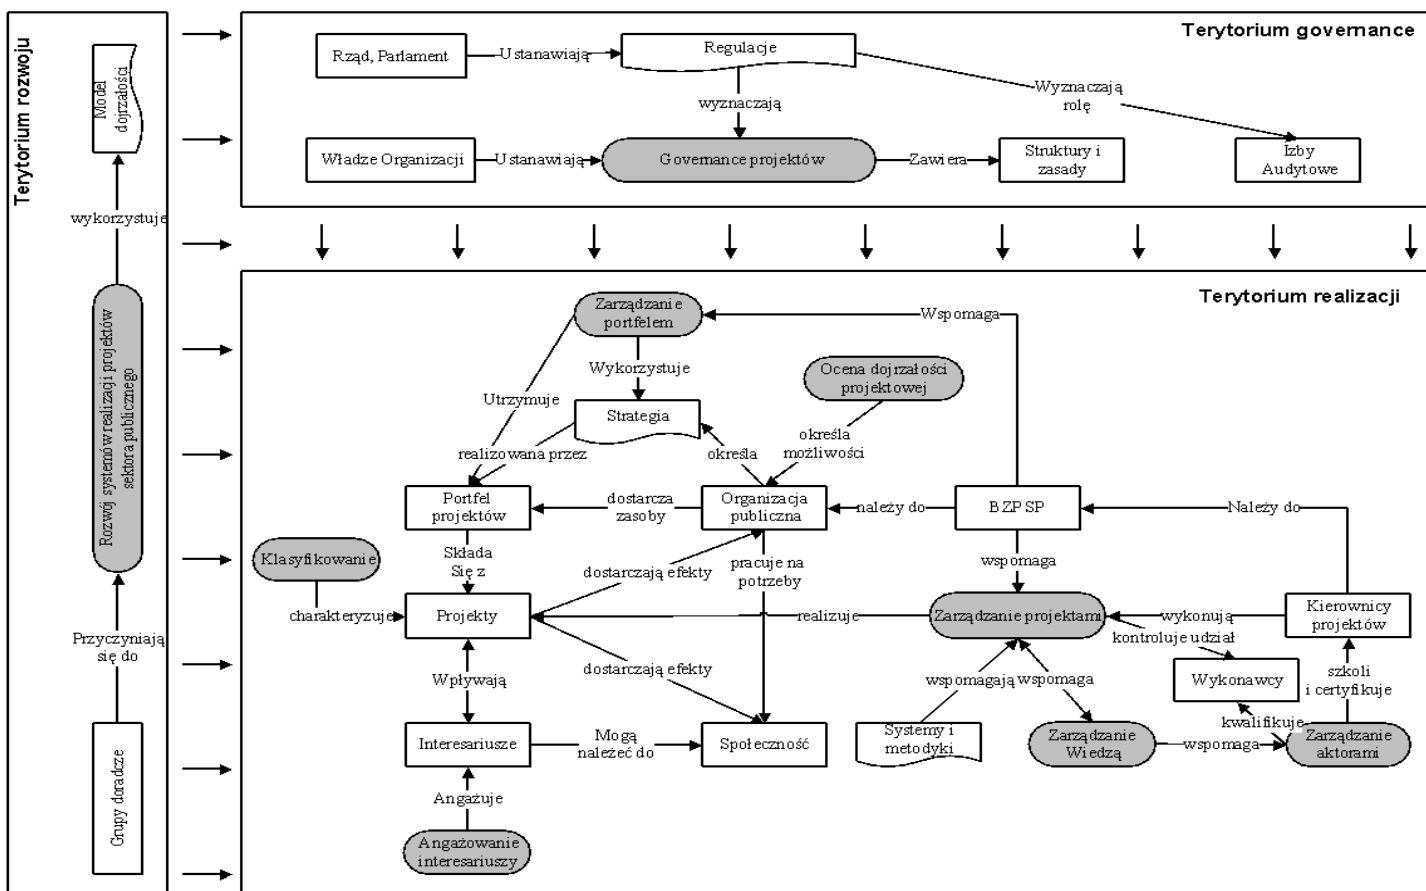 Terytorium rozwoju
Model
dojrzałości
wykorzystuje
Rozwój systemów realizacji projektów
sektora publicznego
Przyczyniają
się do
Grupy doradcze
Terytorium governance
Rząd, Parlament
Ustanawiają
Regulacje
Wyznaczają
rolę
wyznaczają
Władze Organizacji
Ustanawiają
Governance projektów
Zawiera
Struktury i
zasady
Izby
Audytowe
Terytorium realizacji
Zarządzanie
portfelem
Wspomaga
Wykorzystuje
Ocena dojrzałości
projektowej
Utrzymuje
Strategia
realizowana przez
określa
określa
możliwości
Portfel
projektów
dostarcza
zasoby
Organizacja
publiczna
należy do
BZPSP
Należy do
Klasyfikowanie
Składa
Się z
dostarczają efekty
pracuje na
potrzeby
wspomaga
charakteryzuje
Projekty
realizuje
Zarządzanie projektami
wykonują
Kierownicy
projektów
kontroluje udział
Wpływają
dostarczają efekty
wspomagają
wspomaga
Wykonawcy
szkoli
i certyfikuje
kwalifikuje
Interesariusze
Mogą
należeć do
Społeczność
Systemy i
metodyki
Zarządzanie
Wiedzą
wspomaga
Zarządzanie
aktorami
Angażuje
Angażowanie
interesariuszy